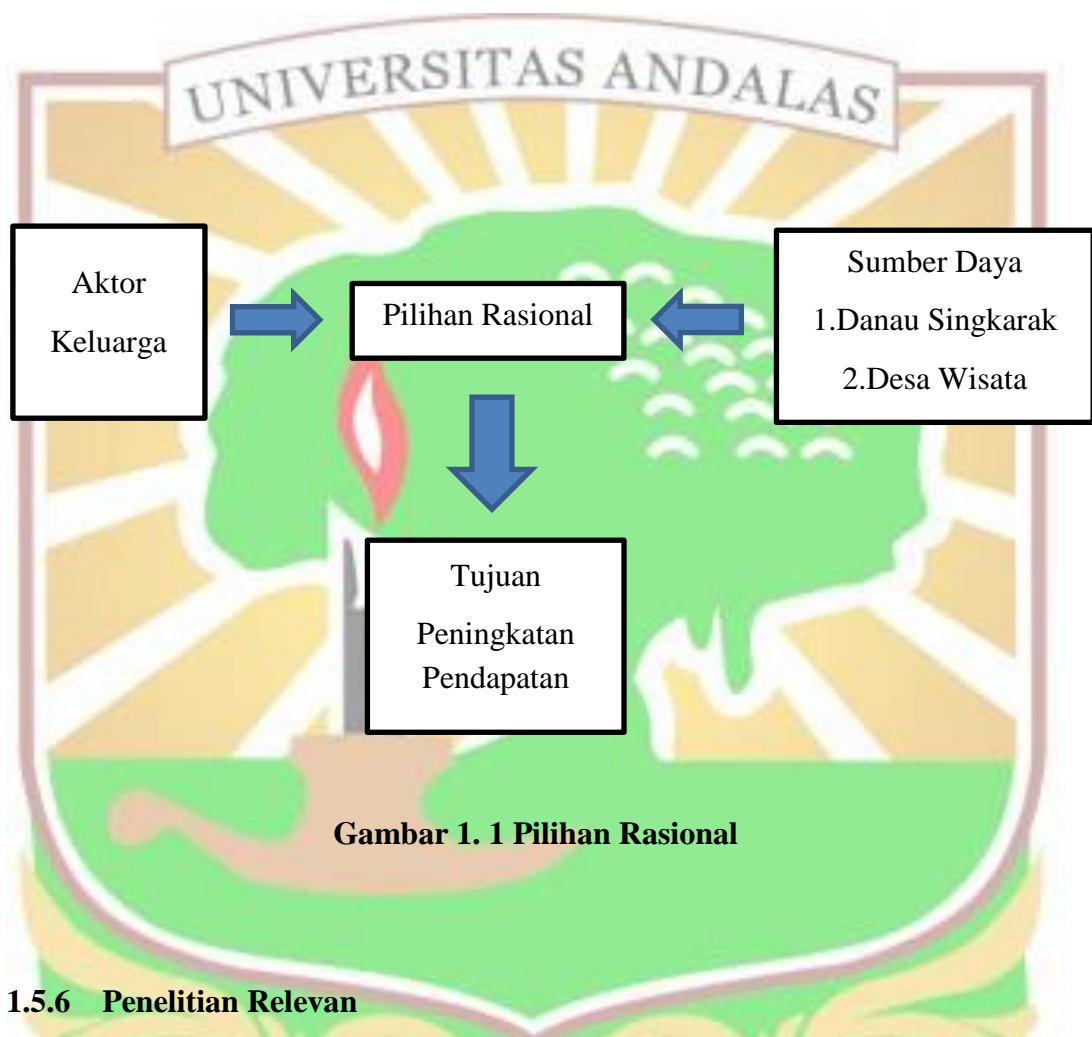 UNIVERSITAS ANDALAS
Aktor
Keluarga
Pilihan Rasional
Sumber Daya
1.Danau Singkarak
2.Desa Wisata
Tujuan
Peningkatan
Pendapatan
Gambar 1. 1 Pilihan Rasional
1.5.6 Penelitian Relevan